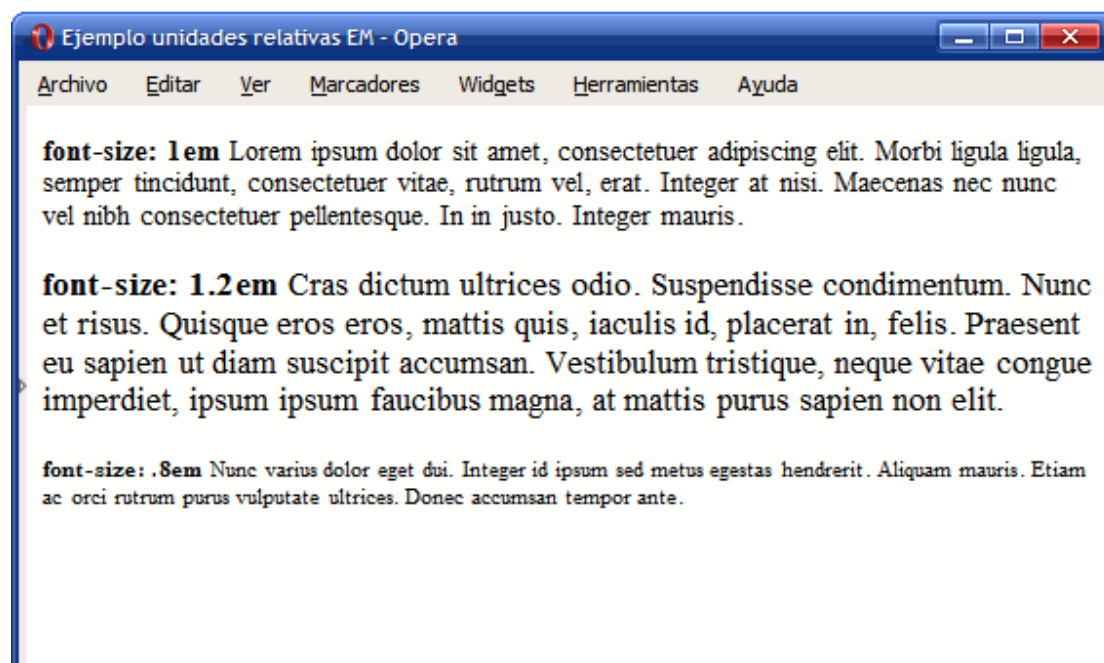 Ejemplo unidades relativas EM - Opera
Archivo Editar Ver Marcadores Widgets Herramientas Ayuda
font-size: 1em Lorem ipsum dolor sit amet, consectetuer adipiscing elit. Morbi ligula ligula,
semper tincidunt, consectetuer vitae, rutrum vel, erat. Integer at nisi. Maecenas nec nunc
vel nibh consectetuer pellentesque. In in justo. Integer mauris.
font-size: 1.2em Cras dictum ultrices odio. Suspendisse condimentum. Nunc
et risus. Quisque eros eros, mattis quis, iaculis id, placerat in, felis. Praesent
eu sapien ut diam suscipit accumsan. Vestibulum tristique, neque vitae congue
imperdiet, ipsum ipsum faucibus magna, at mattis purus sapien non elit.
font-size: .8em Nunc varius dolor eget dui. Integer id ipsum sed metus egestas hendrerit. Aliquam mauris. Etiam
ac orci rutrum purus vulputate ultrices. Donec accumsan tempor ante.